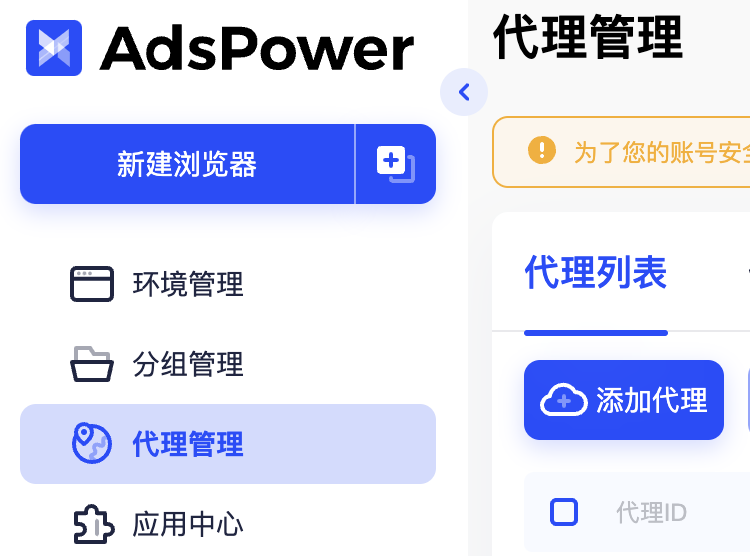 AdsPower
新建浏览器
环境管理
分组管理
代理管理
应用中心
代理管理
为了您的账号安
代理列表
添加代理
代理ID